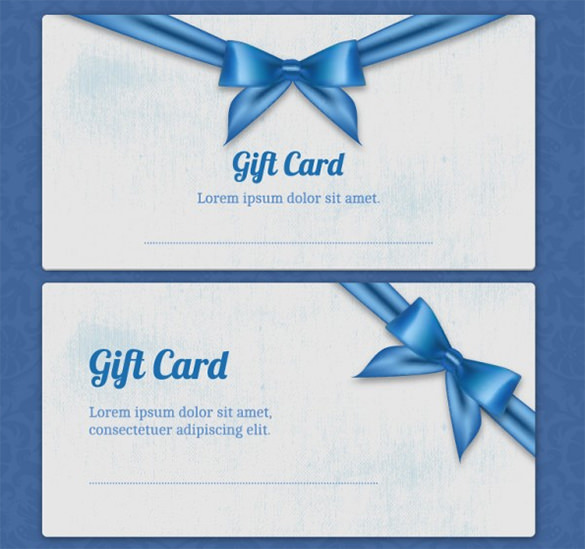 Gift Card
Lorem ipsum dolor sit amet.
Gift Card
Lorem ipsum dolor sit amet,
consectetuer adipiscing elit.